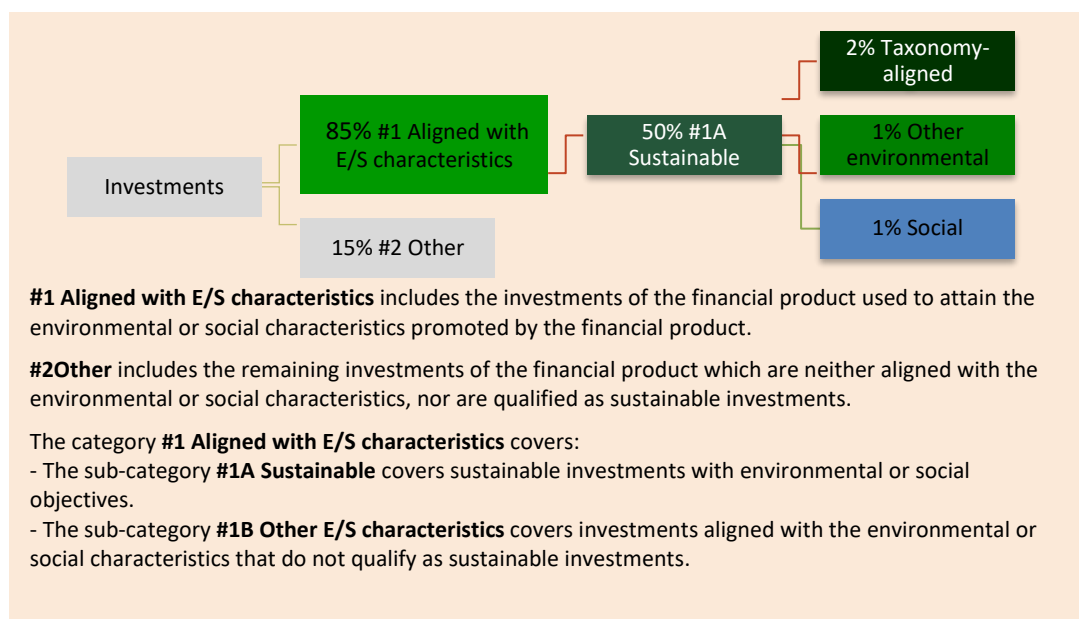 2% Taxonomy-
aligned
85% #1 Aligned with
E/S characteristics
50% #1A
Sustainable
1% Other
environmental
Investments
15% #2 Other
1% Social
#1 Aligned with E/S characteristics includes the investments of the financial product used to attain the
environmental or social characteristics promoted by the financial product.
#2Other includes the remaining investments of the financial product which are neither aligned with the
environmental or social characteristics, nor are qualified as sustainable investments.
The category #1 Aligned with E/S characteristics covers:
- The sub-category #1A Sustainable covers sustainable investments with environmental or social
objectives.
- The sub-category #1B Other E/S characteristics covers investments aligned with the environmental or
social characteristics that do not qualify as sustainable investments.